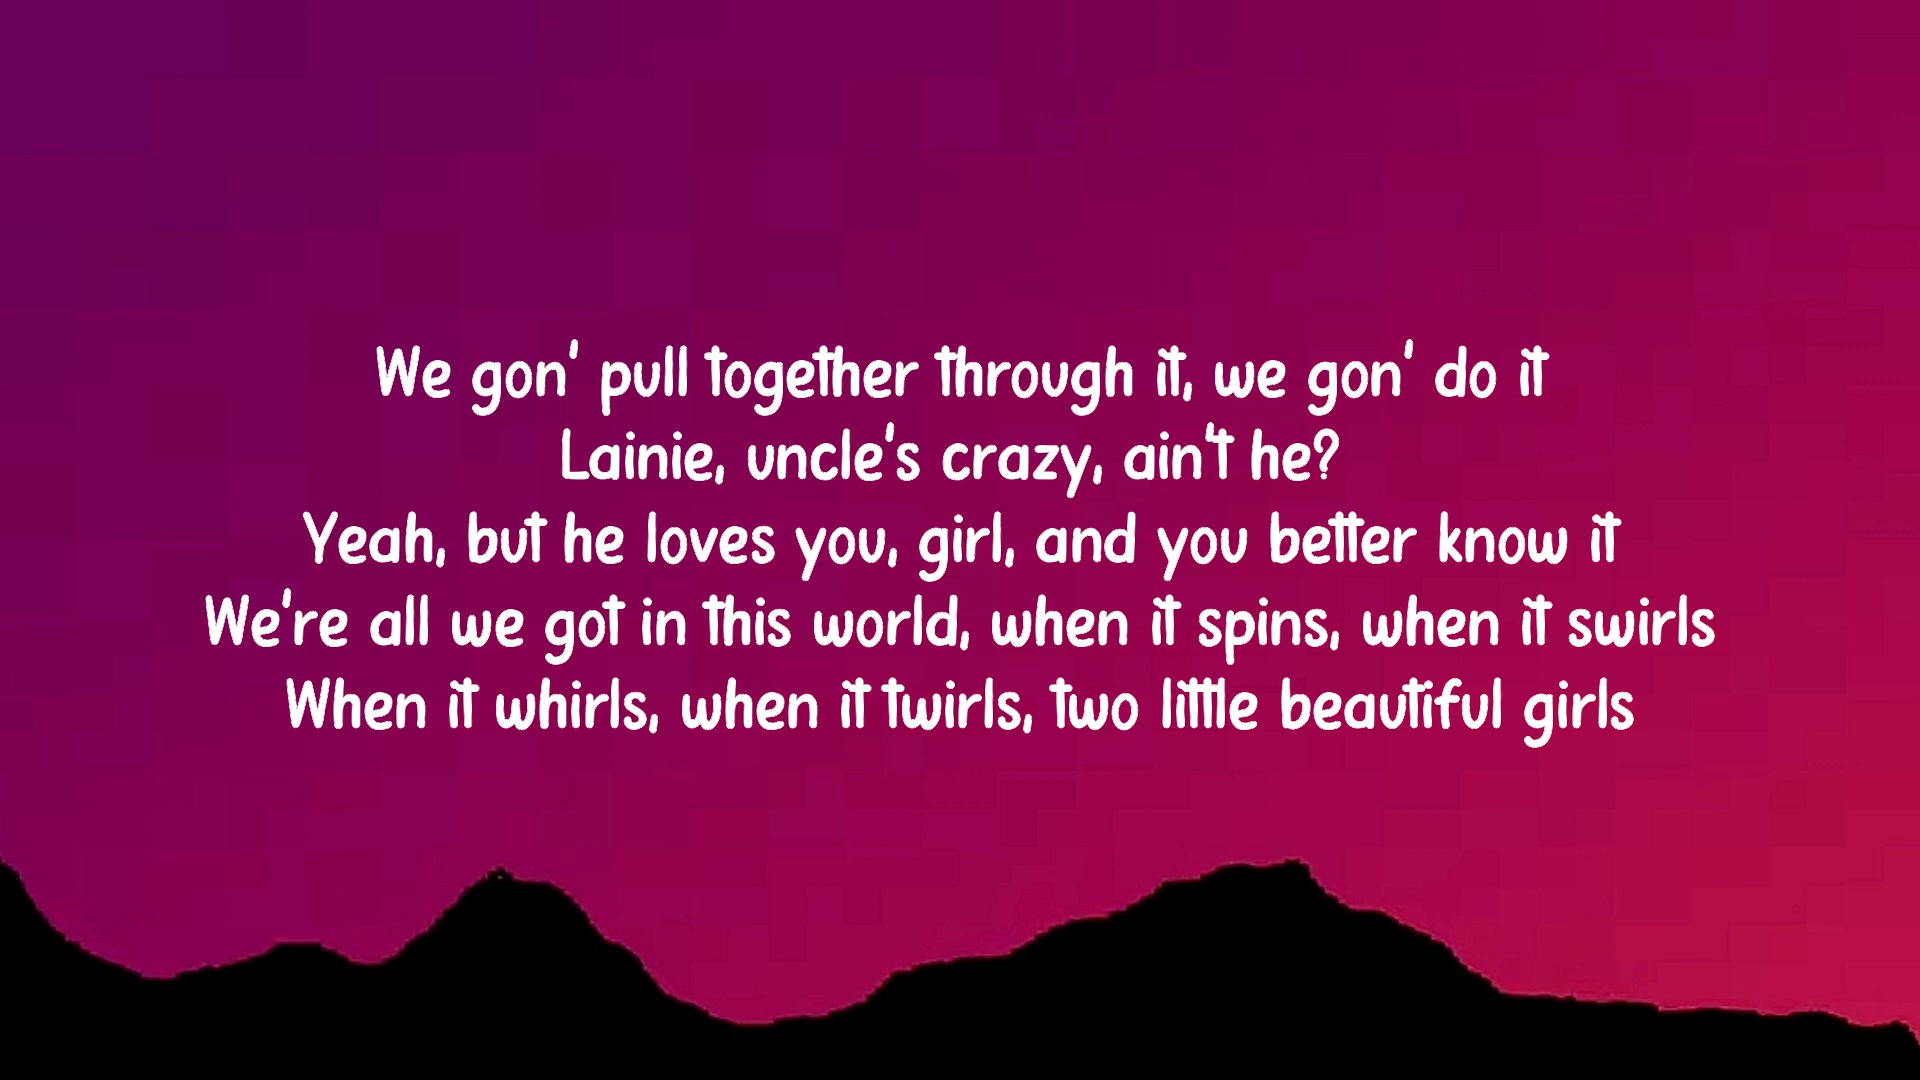 We gon' pull together through it, we gon' do it
Lainie, uncle's crazy, ain't he?
Yeah, but he loves you, girl, and you better know it
We're all we got in this world, when it spins, when it swirls
When it whirls, when it twirls, two little beautiful girls